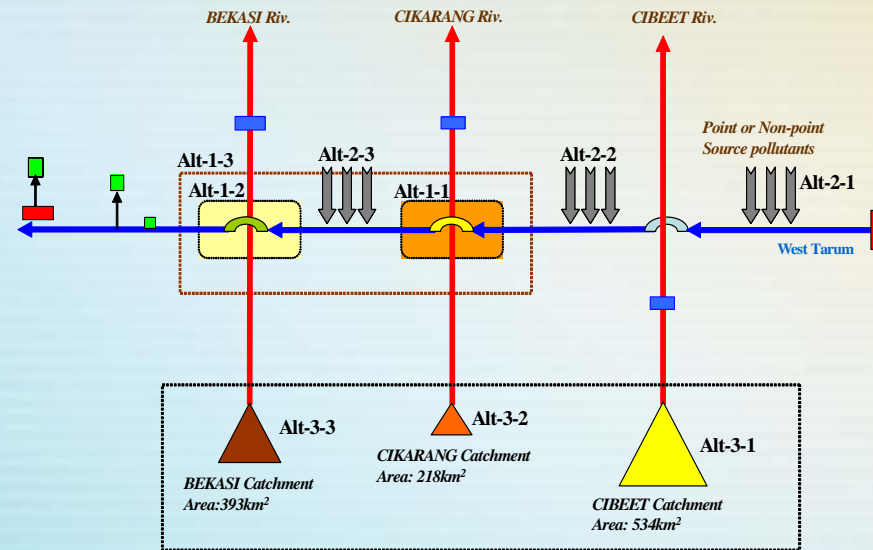 BEKASI Riv.
CIKARANG Riv.
CIBEET Riv.
Point or Non-point
Source pollutants
Alt-1-3
Alt-2-3
Alt-2-2
Alt-2-1
Alt-1-2
Alt-1-1
West Tarum
Alt-3-3
Alt-3-2
Alt-3-1
BEKASI Catchment
Area:393km²
CIKARANG Catchment
Area: 218km²
CIBEET Catchment
Area: 534km²